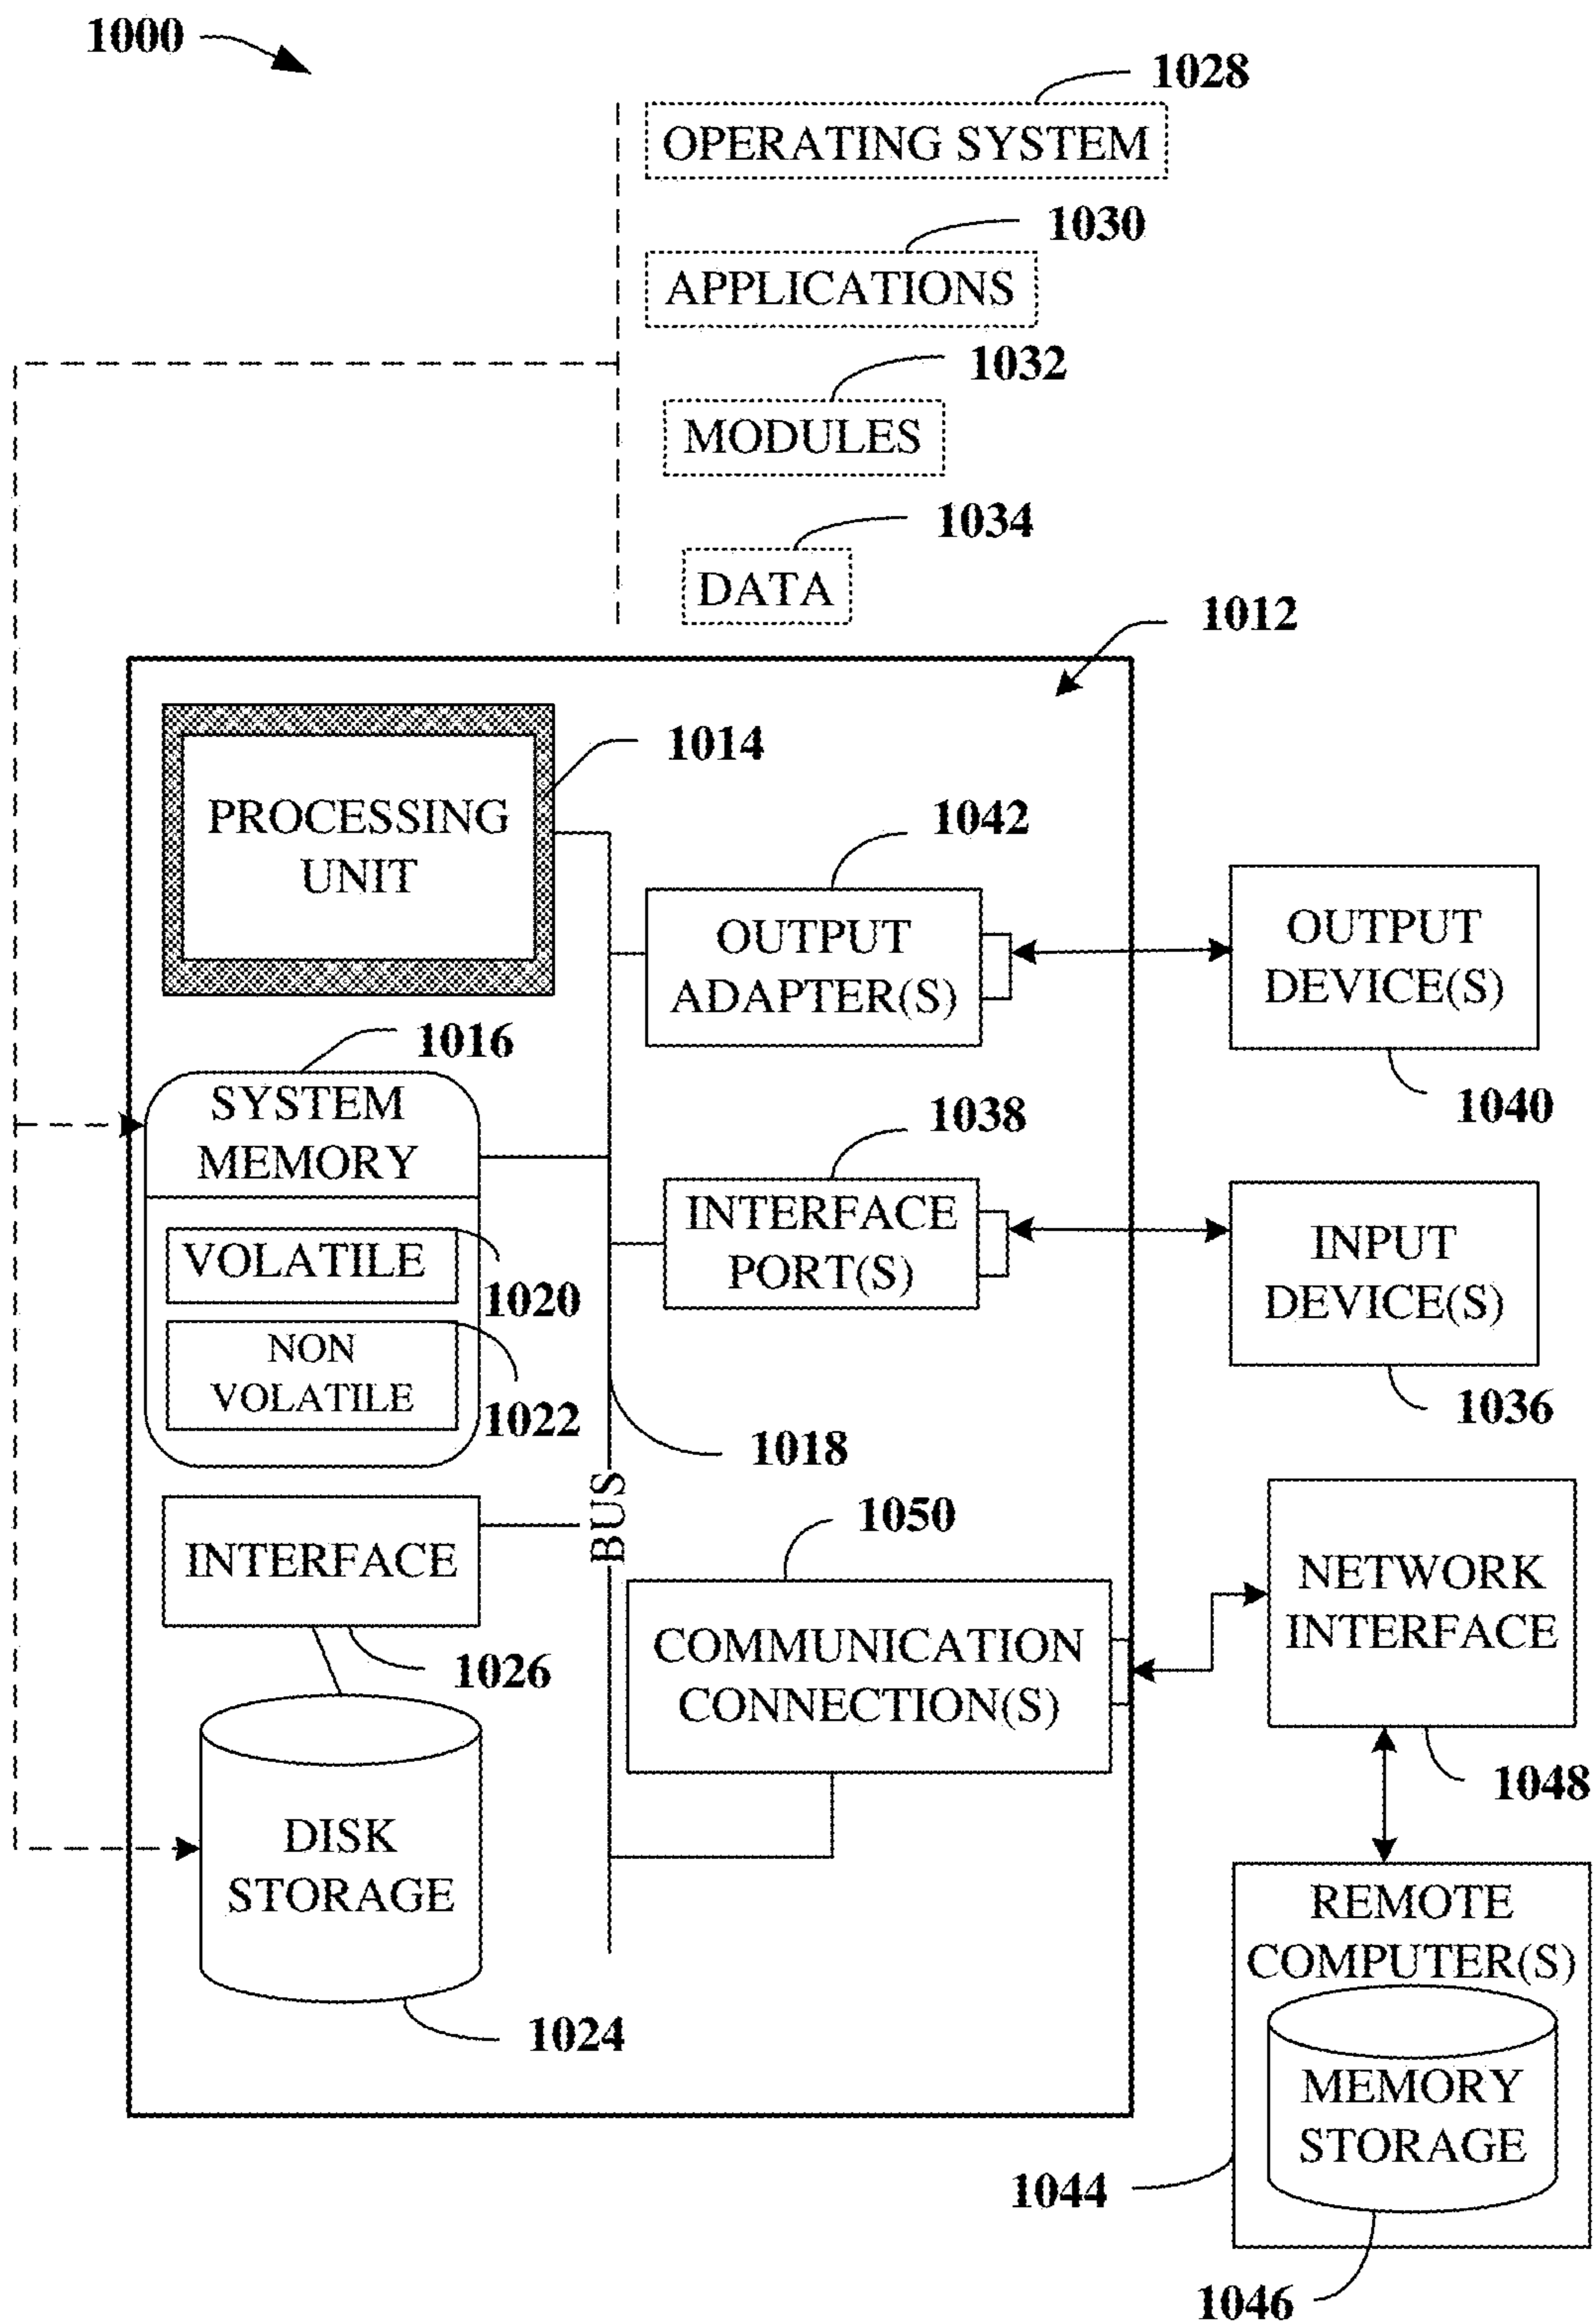 1000
1028
OPERATING SYSTEM
1030
APPLICATIONS
1032
MODULES
1034
DATA
1012
1014
PROCESSING
UNIT
1042
OUTPUT
ADAPTER(S)
OUTPUT
DEVICE(S)
1040
1016
SYSTEM
MEMORY
VOLATILE
1020
NON
VOLATILE
1022
1038
INTERFACE
PORT(S)
INPUT
DEVICE(S)
1036
1018
BUS
INTERFACE
1026
1050
COMMUNICATION
CONNECTION(S)
NETWORK
INTERFACE
1048
DISK
STORAGE
1024
REMOTE
COMPUTER(S)
MEMORY
STORAGE
1044
1046